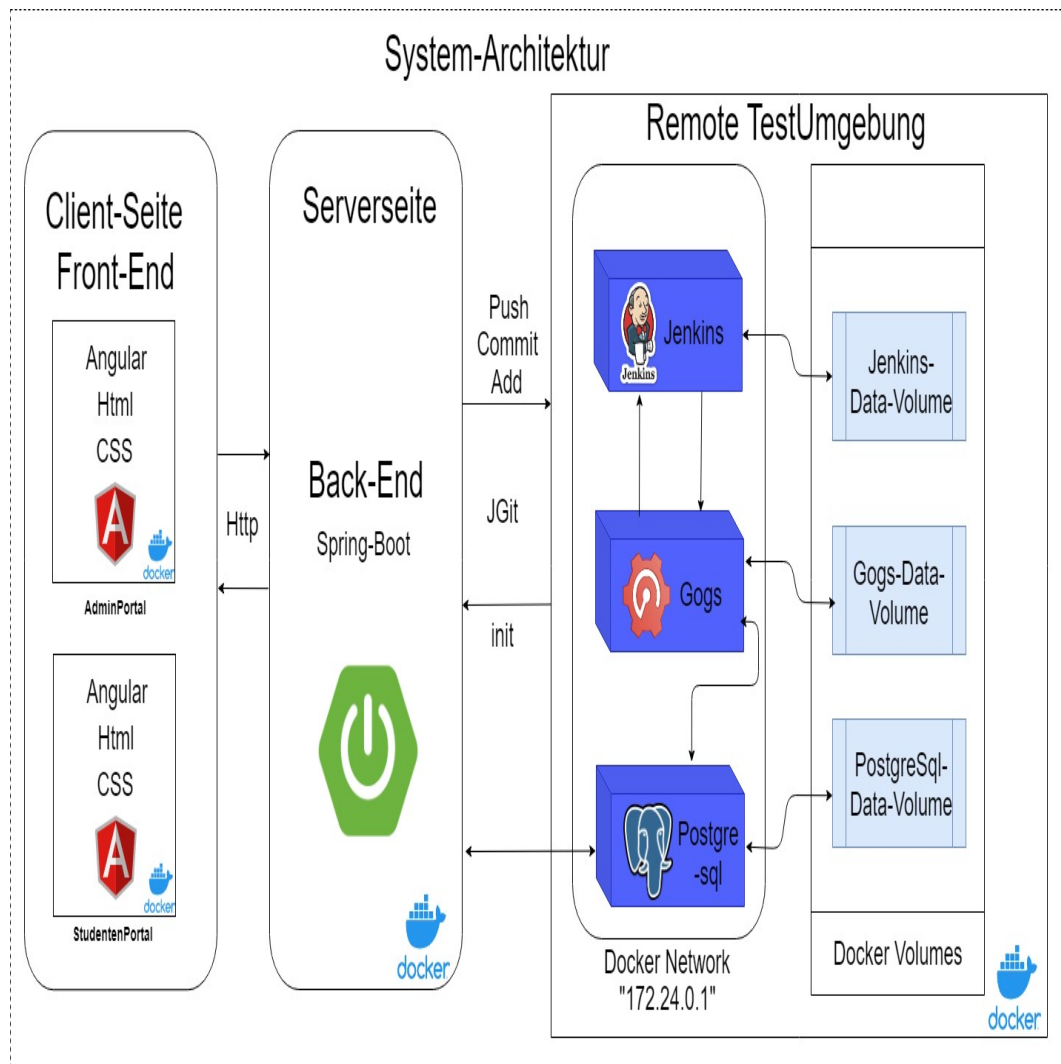 System-Architektur
Client-Seite
Front-End
Angular
Html
CSS
docker
AdminPortal
Angular
Html
CSS
docker
StudentenPortal
Http
Serverseite
Back-End
Spring-Boot
docker
Push
Commit
Add
JGit
init
Remote TestUmgebung
Jenkins
Jenkins
Gogs
Postgre
-sql
Docker Network
"172.24.0.1"
Jenkins-
Data-Volume
Gogs-Data-
Volume
PostgreSql-
Data-Volume
Docker Volumes
docker